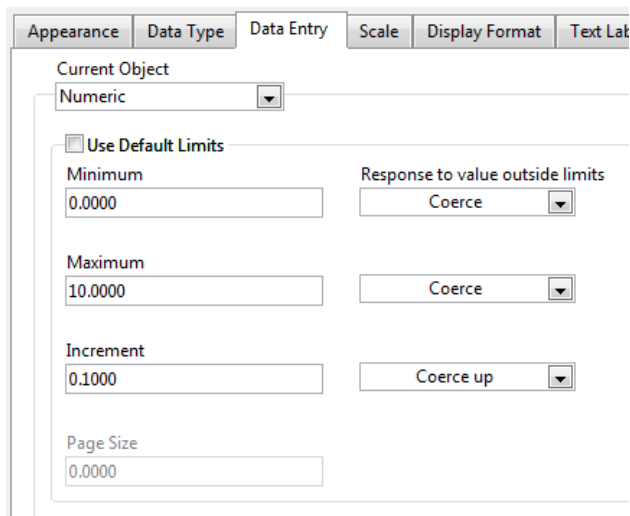 Appearance Data Type Data Entry Scale Display Format Text Lab
Current Object
Numeric
Use Default Limits
Minimum Response to value outside limits
0.0000 Coerce
Maximum
10.0000 Coerce
Increment
0.1000 Coerce up
Page Size
0.0000